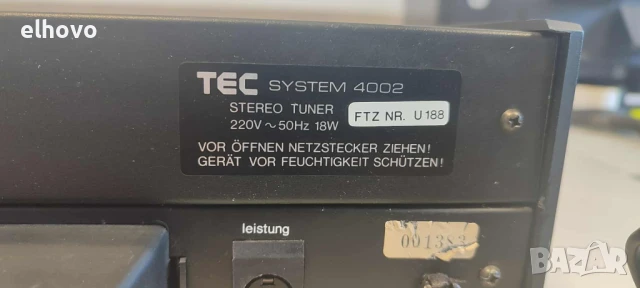 elhovo
TEC SYSTEM 4002
STEREO TUNER
220V ~ 50Hz 18W
FTZ NR. U 188
VOR ÖFFNEN NETZSTECKER ZIEHEN!
GERÄT VOR FEUCHTIGKEIT SCHÜTZEN!
leistung
BAZAR